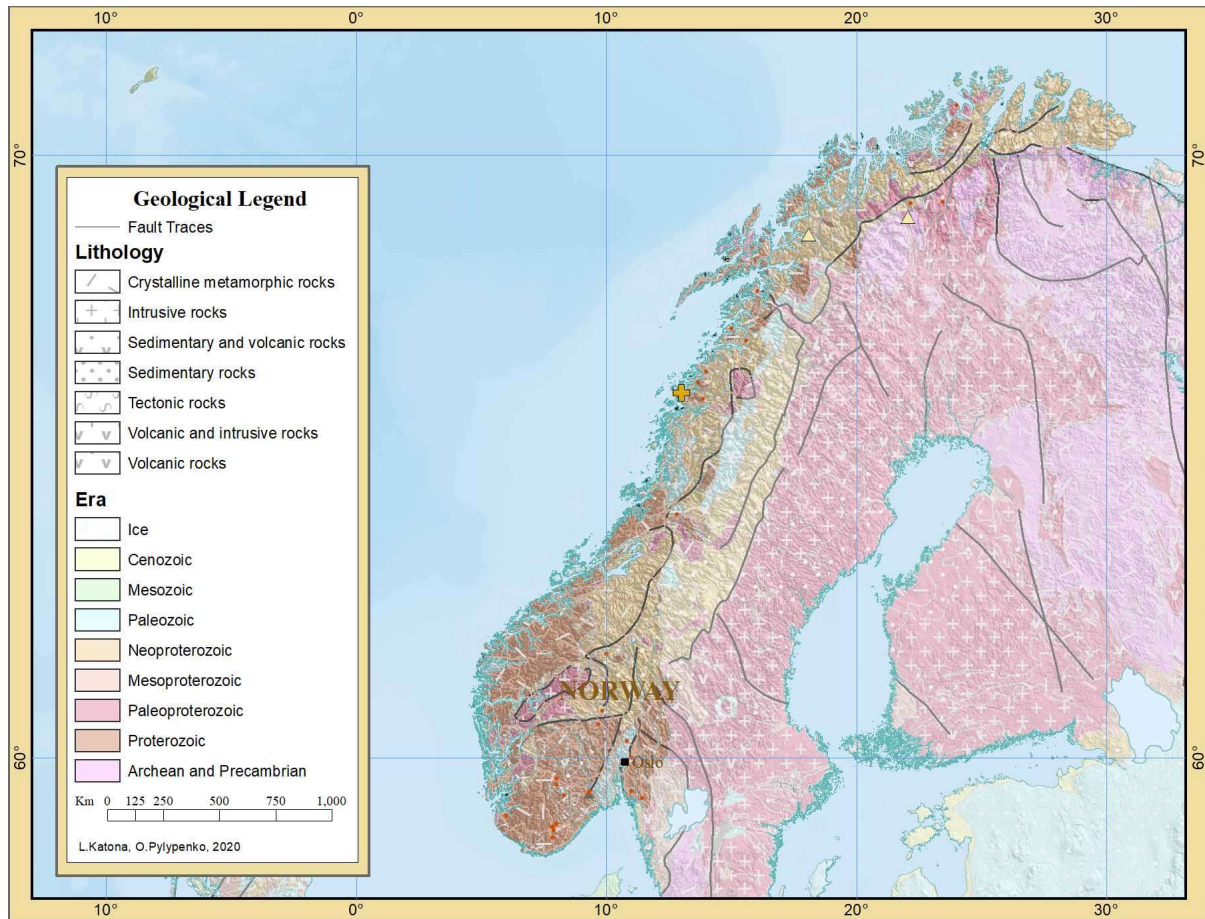 10° 0° 10° 20° 30°
70° 70°
Geological Legend
Fault Traces
Lithology
Crystalline metamorphic rocks
Intrusive rocks
Sedimentary and volcanic rocks
Sedimentary rocks
Tectonic rocks
Volcanic and intrusive rocks
Volcanic rocks
Era
Ice
Cenozoic
Mesozoic
Paleozoic
Neoproterozoic
Mesoproterozoic
Paleoproterozoic
Proterozoic
Archean and Precambrian
Km 0 125 250 500 750 1,000
L.Katona, O.Pylypenko, 2020
NORWAY
Oslo
60° 60°
10° 0° 10° 20° 30°